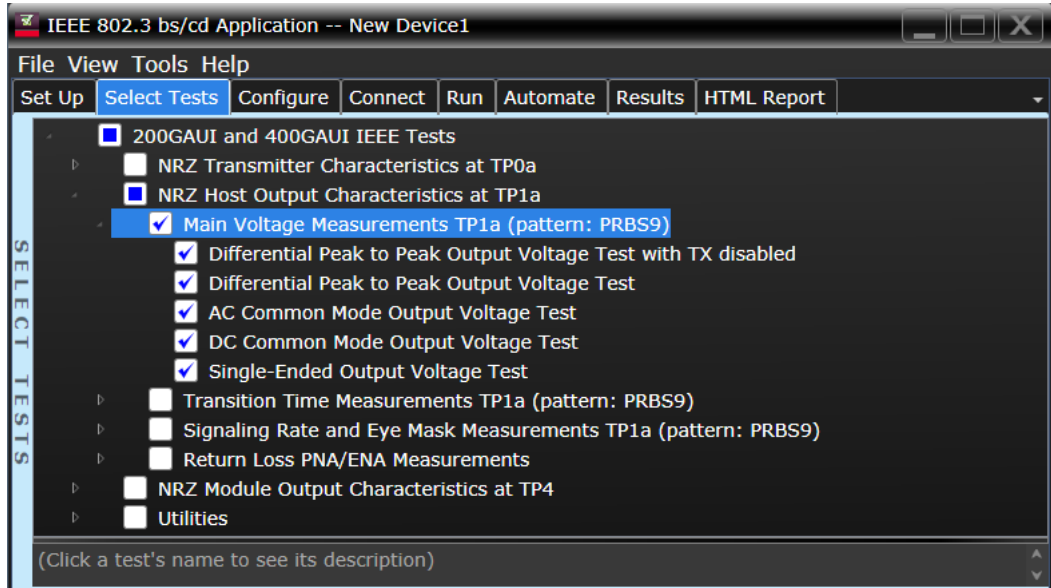 IEEE 802.3 bs/cd Application -- New Device1
File View Tools Help
Set Up Select Tests Configure Connect Run Automate Results HTML Report
SELECT TESTS
200GAUI and 400GAUI IEEE Tests
NRZ Transmitter Characteristics at TP0a
NRZ Host Output Characteristics at TP1a
Main Voltage Measurements TP1a (pattern: PRBS9)
Differential Peak to Peak Output Voltage Test with TX disabled
Differential Peak to Peak Output Voltage Test
AC Common Mode Output Voltage Test
DC Common Mode Output Voltage Test
Single-Ended Output Voltage Test
Transition Time Measurements TP1a (pattern: PRBS9)
Signaling Rate and Eye Mask Measurements TP1a (pattern: PRBS9)
Return Loss PNA/ENA Measurements
NRZ Module Output Characteristics at TP4
Utilities
(Click a test's name to see its description)